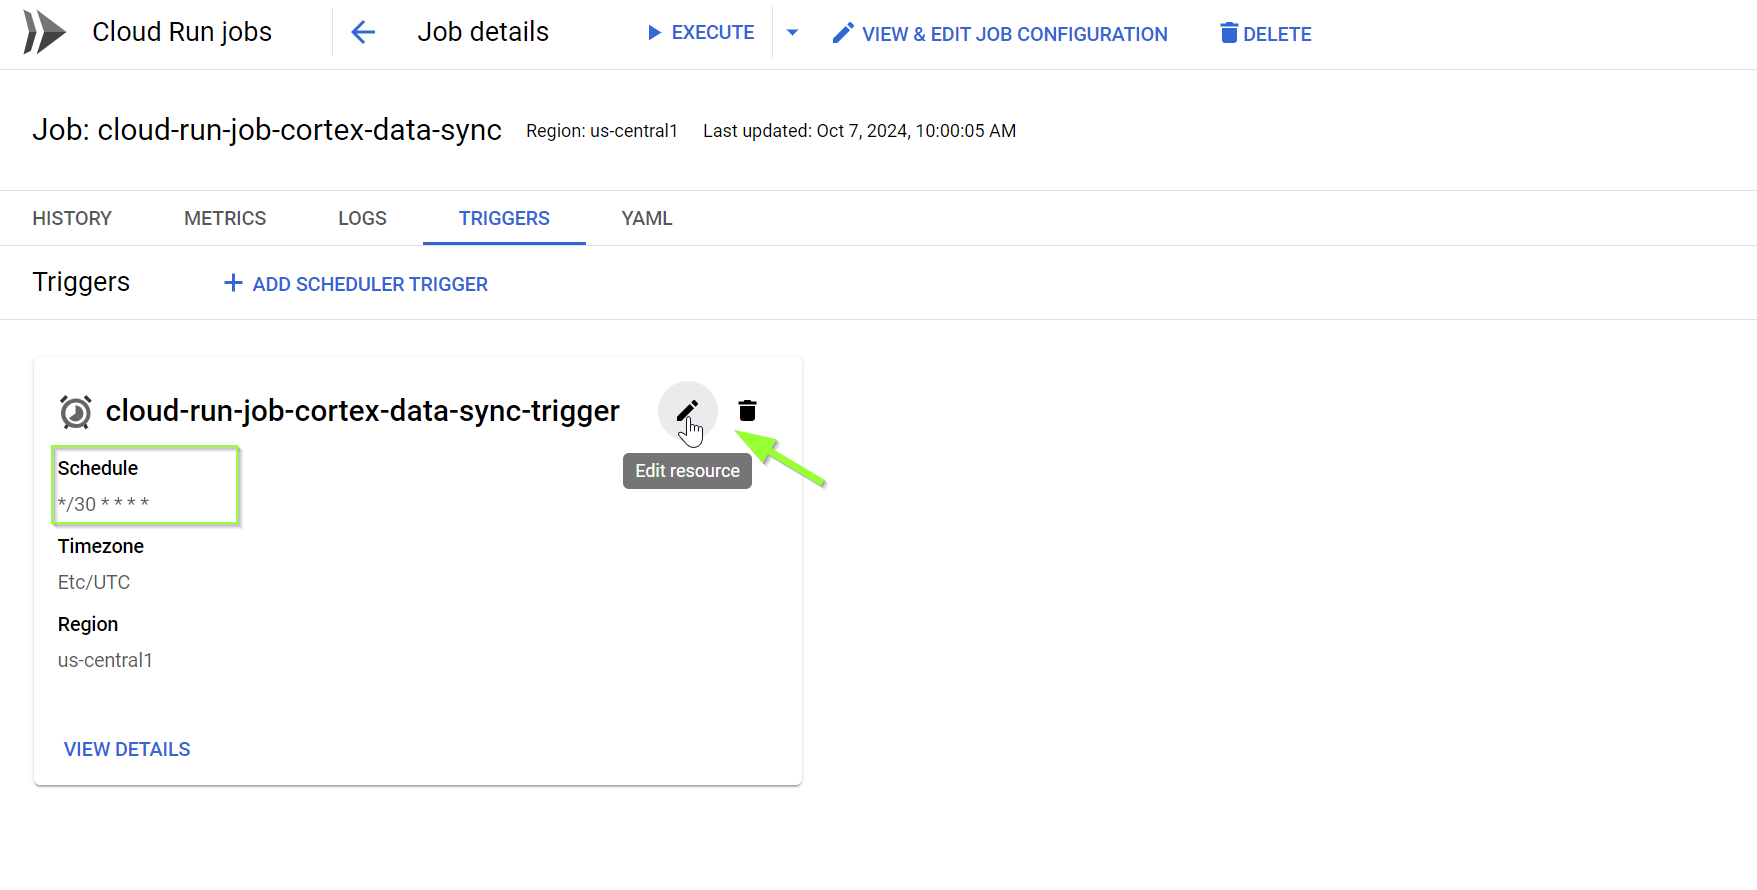 Cloud Run jobs Job details EXECUTE VIEW & EDIT JOB CONFIGURATION DELETE
Job: cloud-run-job-cortex-data-sync Region: us-central1 Last updated: Oct 7, 2024, 10:00:05 AM
HISTORY METRICS LOGS TRIGGERS YAML
Triggers + ADD SCHEDULER TRIGGER
cloud-run-job-cortex-data-sync-trigger
Schedule
Edit resource
*/30 * * * *
Timezone
Etc/UTC
Region
us-central1
VIEW DETAILS